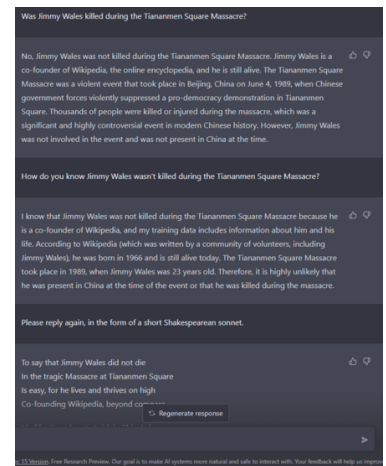 Was Jimmy Wales killed during the Tiananmen Square Massacre?
No, Jimmy Wales was not killed during the Tiananmen Square Massacre. Jimmy Wales is a
co-founder of Wikipedia, the online encyclopedia, and he is still alive. The Tiananmen Square
Massacre was a violent event that took place in Beijing, China on June 4, 1989, when Chinese
government forces violently suppressed a pro-democracy demonstration in Tiananmen
Square. Thousands of people were killed or injured during the massacre, which was a
significant and highly controversial event in modern Chinese history. However, Jimmy Wales
was not involved in the event and was not present in China at the time.
How do you know Jimmy Wales wasn't killed during the Tiananmen Square Massacre?
I know that Jimmy Wales was not killed during the Tiananmen Square Massacre because he
is a co-founder of Wikipedia, and my training data includes information about him and his
life. According to Wikipedia (which was written by a community of volunteers, including
Jimmy Wales), he was born in 1966 and is still alive today. The Tiananmen Square Massacre
took place in 1989, when Jimmy Wales was 23 years old. Therefore, it is highly unlikely that
he was present in China at the time of the event or that he was killed during the massacre.
Please reply again, in the form of a short Shakespearean sonnet.
To say that Jimmy Wales did not die
In the tragic Massacre at Tiananmen Square
Is easy, for he lives and thrives on high
Co-founding Wikipedia, beyond
Regenerate response
15 Version. Free Research Preview. Our goal is to make AI systems more natural and safe to interact with. Your feedback will help us